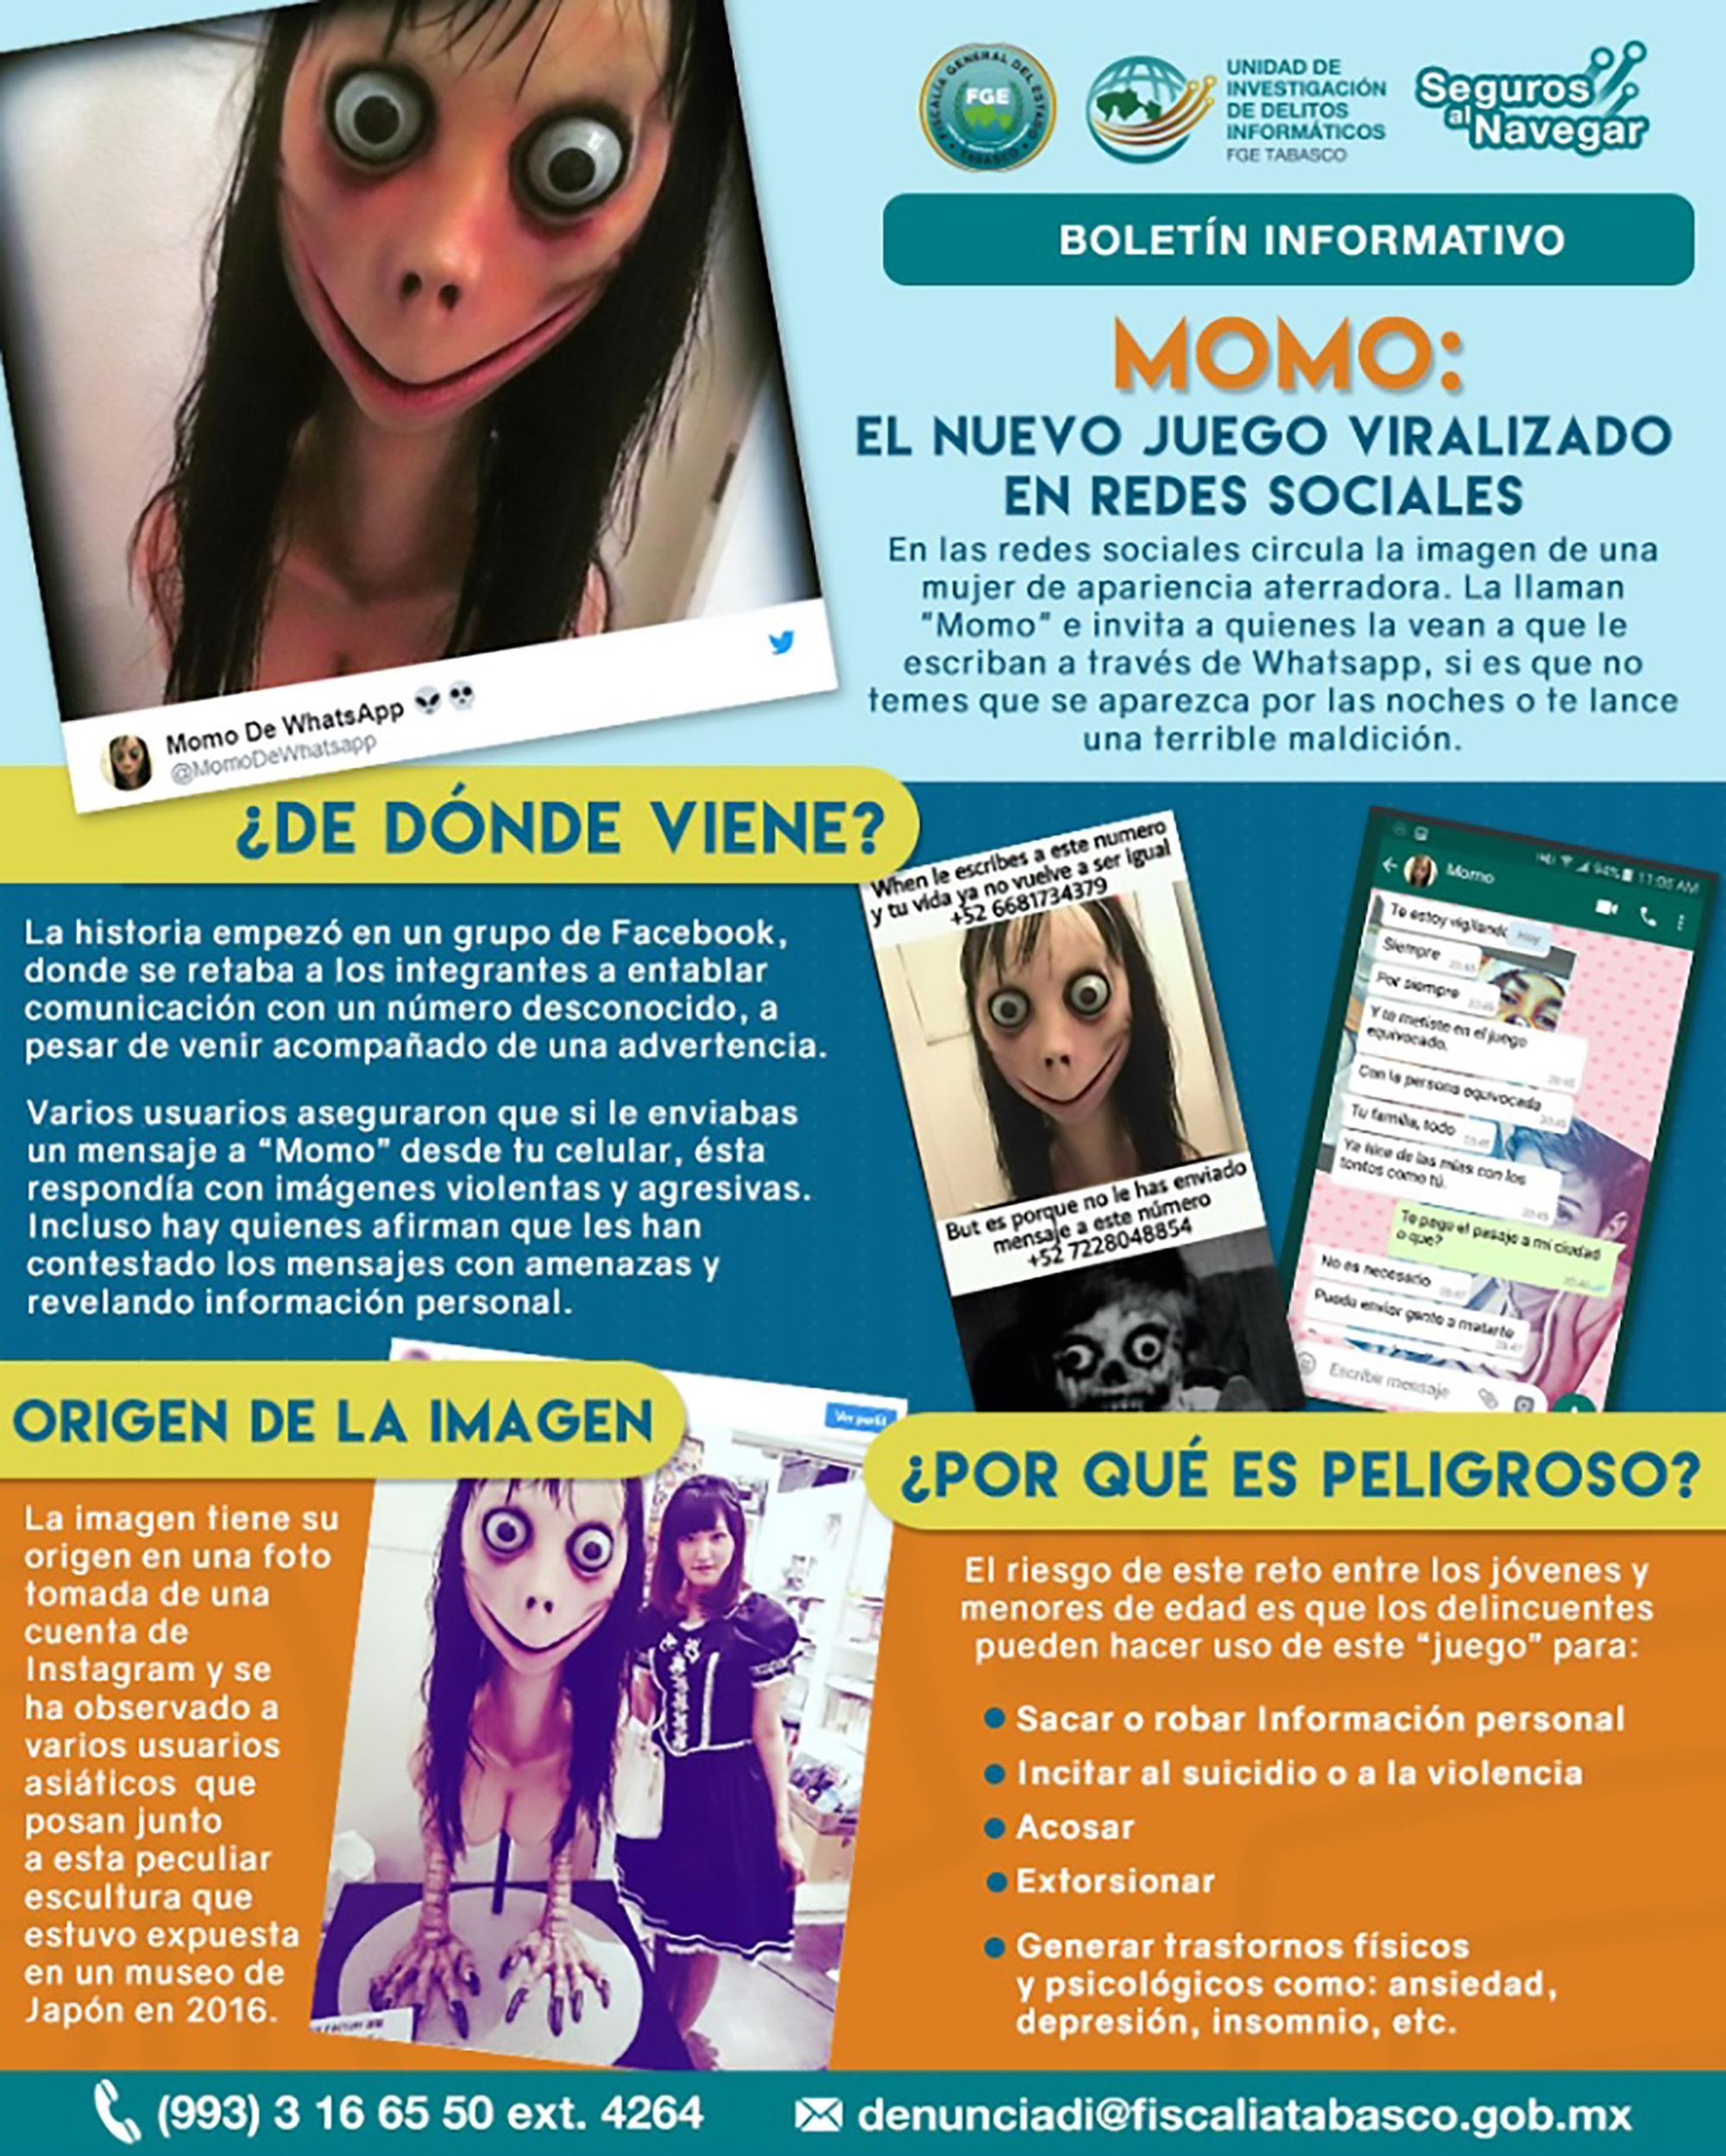 FISCALÍA GENERAL DEL ESTADO
FGE
TABASCO
UNIDAD DE
INVESTIGACIÓN
DE DELITOS
INFORMÁTICOS
FGE TABASCO
Seguros
al
Navegar
BOLETÍN INFORMATIVO
MOMO:
EL NUEVO JUEGO VIRALIZADO
EN REDES SOCIALES
En las redes sociales circula la imagen de una
mujer de apariencia aterradora. La llaman
"Momo" e invita a quienes la vean a que le
escriban a través de Whatsapp, si es que no
temes que se aparezca por las noches o te lance
una terrible maldición.
Momo De WhatsApp
@MomoDeWhatsapp
¿DE DÓNDE VIENE?
La historia empezó en un grupo de Facebook,
donde se retaba a los integrantes a entablar
comunicación con un número desconocido, a
pesar de venir acompañado de una advertencia.
Varios usuarios aseguraron que si le enviabas
un mensaje a “Momo” desde tu celular, ésta
respondía con imágenes violentas y agresivas.
Incluso hay quienes afirman que les han
contestado los mensajes con amenazas y
revelando información personal.
When le escribes a este numero
y tu vida ya no vuelve a ser igual
+52 6681734379
But es porque no le has enviado
mensaje a este número
+52 7228048854
94% 11:05 AM
Momo
Te estoy vigilando
Hoy
Siempre
Por siempre
Y te metiste en el juego
equivocado.
Con la persona equivocada
Tu familia, todo
Ya hice de las mías con los
tontos como tú.
Te pago el pasaje a mi ciudad
o que?
No es necesario
Puedo enviar gente a matarte
Escribir mensaje
ORIGEN DE LA IMAGEN
Ver perfil
La imagen tiene su
origen en una foto
tomada de una
cuenta de
Instagram y se
ha observado a
varios usuarios
asiáticos que
posan junto
a esta peculiar
escultura que
estuvo expuesta
en un museo de
Japón en 2016.
¿POR QUÉ ES PELIGROSO?
El riesgo de este reto entre los jóvenes y
menores de edad es que los delincuentes
pueden hacer uso de este “juego” para:
● Sacar o robar Información personal
● Incitar al suicidio o a la violencia
● Acosar
● Extorsionar
● Generar trastornos físicos
y psicológicos como: ansiedad,
depresión, insomnio, etc.
(993) 3 16 65 50 ext. 4264
denunciadi@fiscaliatabasco.gob.mx